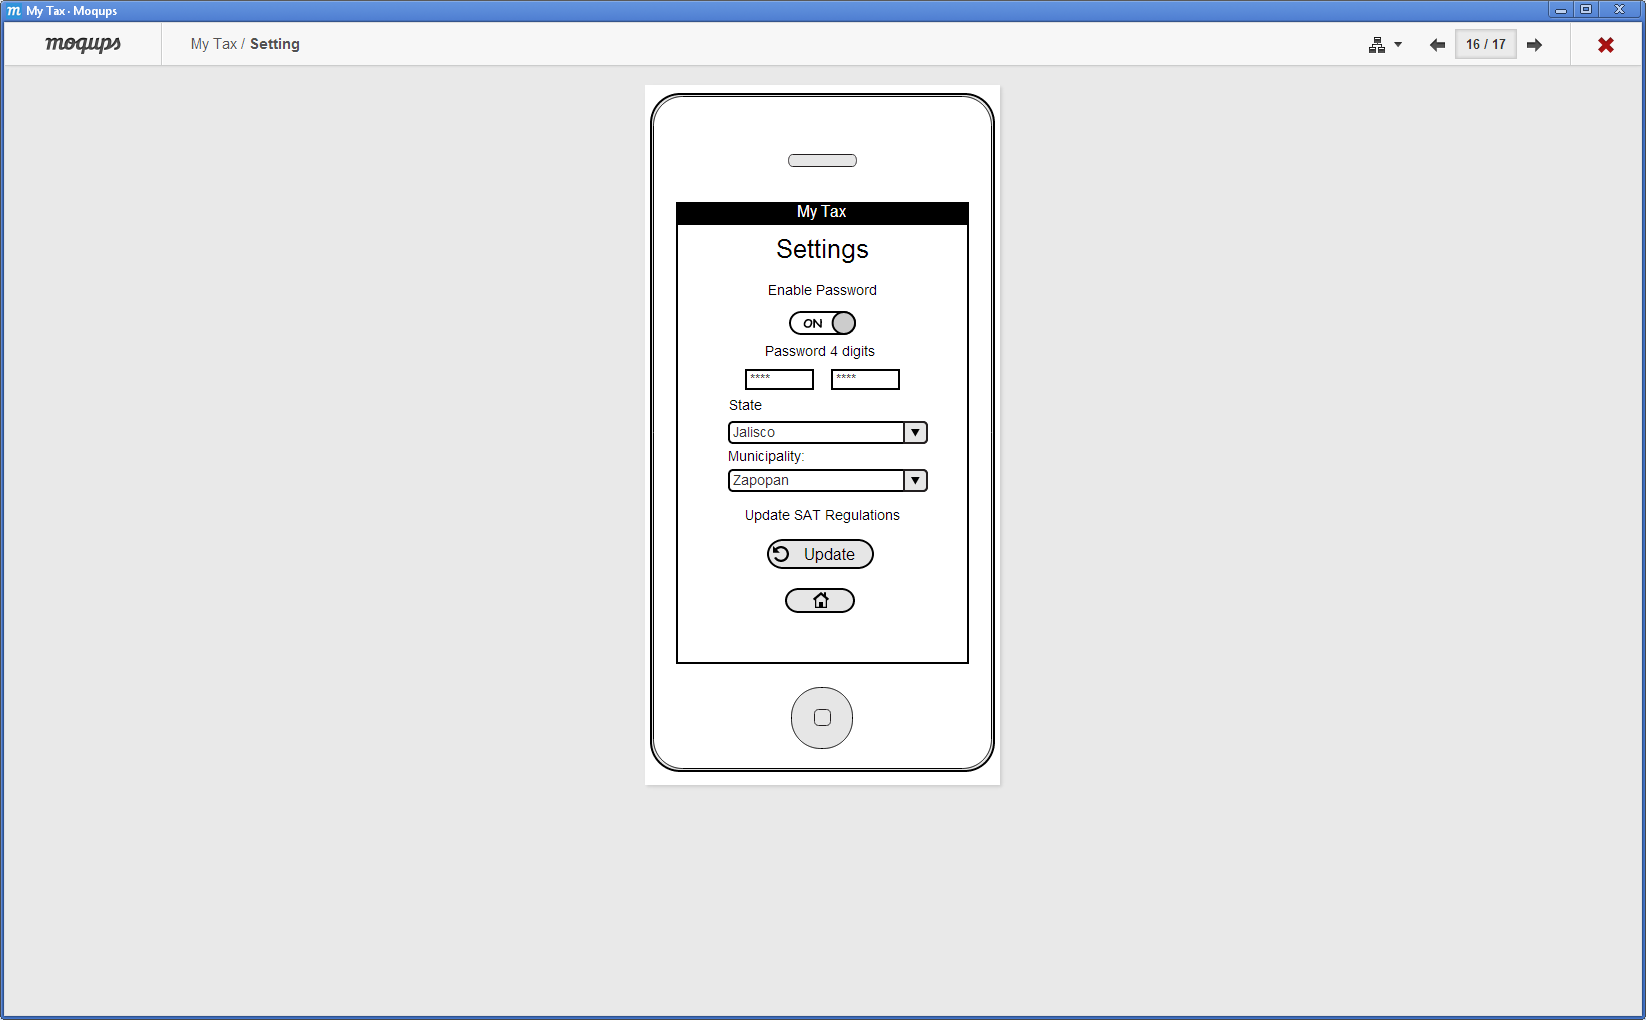 m My Tax · Moqups
moqups
My Tax / Setting
16 / 17
My Tax
Settings
Enable Password
ON
Password 4 digits
**** ****
State
Jalisco
Municipality:
Zapopan
Update SAT Regulations
Update